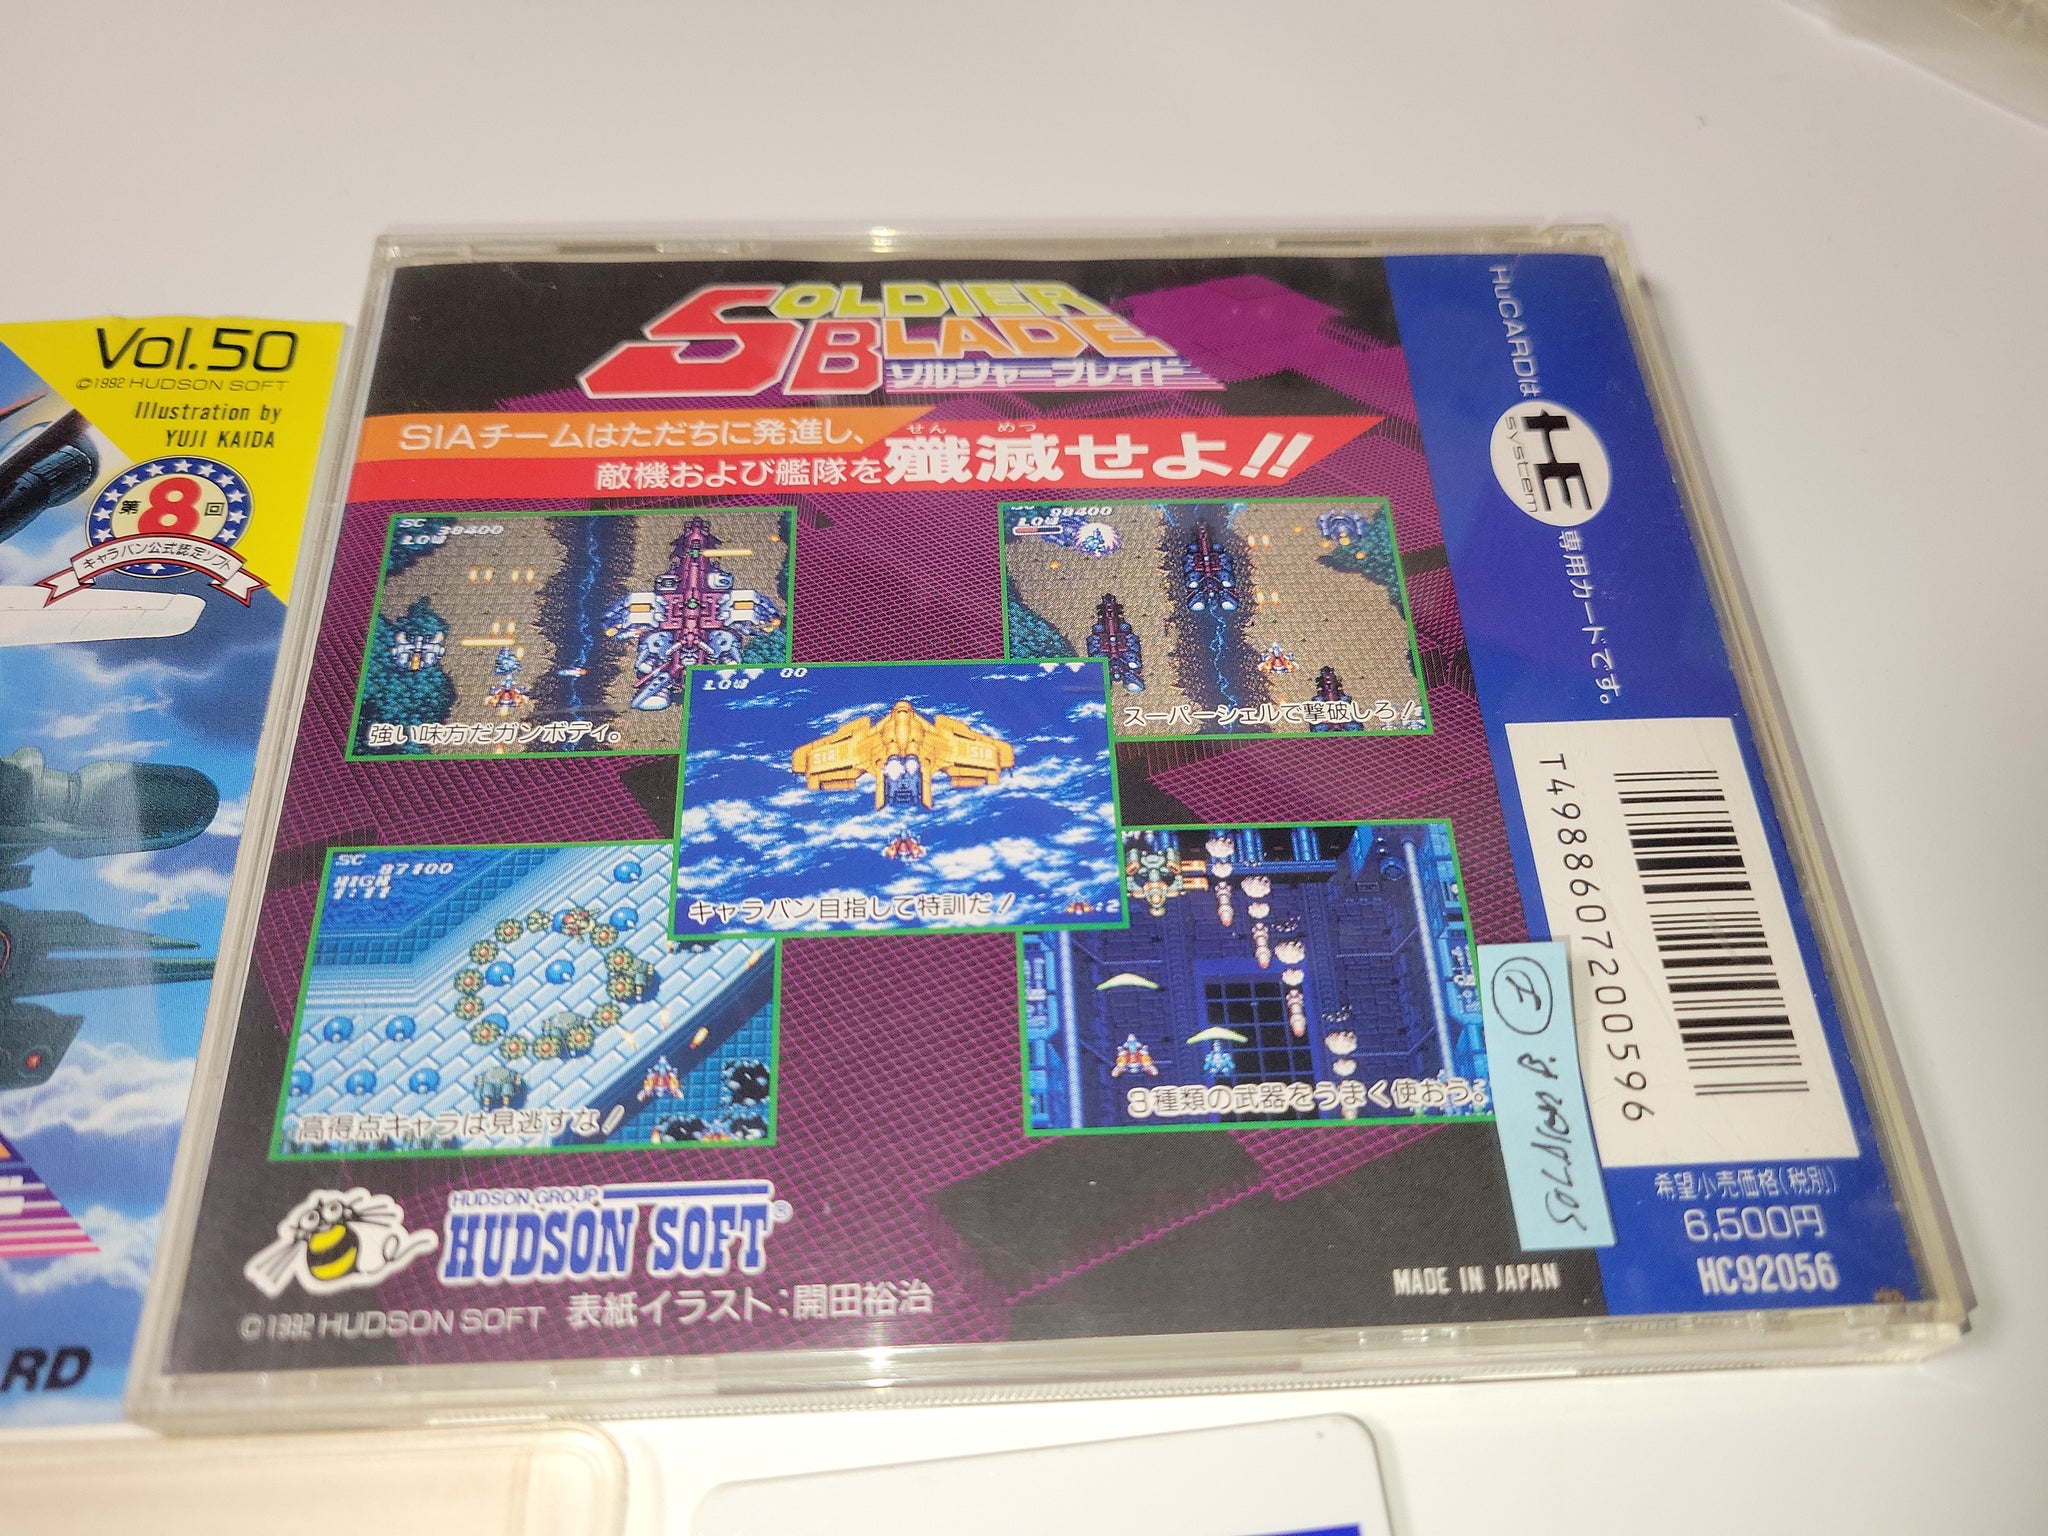 Vol.50
©1992 HUDSON SOFT
Illustration by
YUJI KAIDA
第8回
キャラバン公式認定ソフト
RD
SOLDIER
BLADE
ソルジャーブレイド
SIAチームはただちに発進し、
敵機および艦隊を殲滅せよ!!
せん めつ
SC 38400
LOW
強い味方だガンボディ。
SC 98400
LOW
スーパーシェルで撃破しろ!
LOW 00
SIA SIA
キャラバン目指して特訓だ!
:2
SC 87100
HIGH
高得点キャラは見逃すな!
3種類の武器をうまく使おう。
HUDSON GROUP
HUDSON SOFT®
©1992 HUDSON SOFT 表紙イラスト:開田裕治
MADE IN JAPAN
HuCARDは
HE
system
専用カードです。
T4988607200596
希望小売価格(税別)
6,500円
HC92056